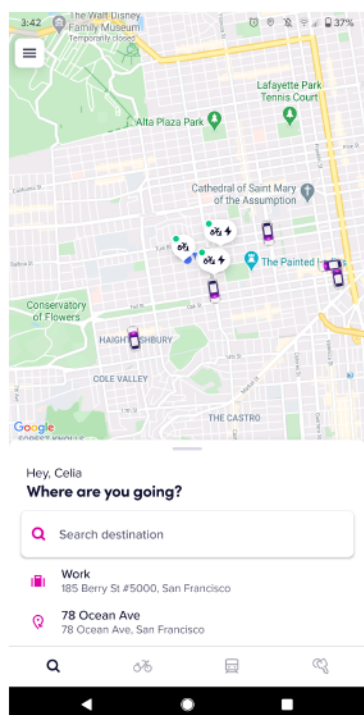 3:42
37%
The Walt Disney
Family Museum
Temporarily closed
Lafayette Park
Tennis Court
Alta Plaza Park
Cathedral of Saint Mary
of the Assumption
The Painted
Conservatory
of Flowers
HAIGHT-ASHBURY
COLE VALLEY
THE CASTRO
Google
FOREST KNOLLS
Hey, Celia
Where are you going?
Search destination
Work
185 Berry St #5000, San Francisco
78 Ocean Ave
78 Ocean Ave, San Francisco